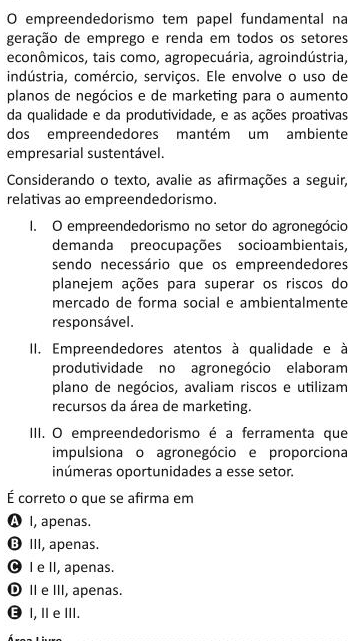 O empreendedorismo tem papel fundamental na
geração de emprego e renda em todos os setores
econômicos, tais como, agropecuária, agroindústria,
indústria, comércio, serviços. Ele envolve o uso de
planos de negócios e de marketing para o aumento
da qualidade e da produtividade, e as ações proativas
dos empreendedores mantém um ambiente
empresarial sustentável.
Considerando o texto, avalie as afirmações a seguir,
relativas ao empreendedorismo.
I. O empreendedorismo no setor do agronegócio
demanda preocupações socioambientais,
sendo necessário que os empreendedores
planejem ações para superar os riscos do
mercado de forma social e ambientalmente
responsável.
II. Empreendedores atentos à qualidade e à
produtividade no agronegócio elaboram
plano de negócios, avaliam riscos e utilizam
recursos da área de marketing.
III. O empreendedorismo é a ferramenta que
impulsiona o agronegócio e proporciona
inúmeras oportunidades a esse setor.
É correto o que se afirma em
A I, apenas.
B III, apenas.
C I e II, apenas.
D II e III, apenas.
E I, II e III.
Área Livre